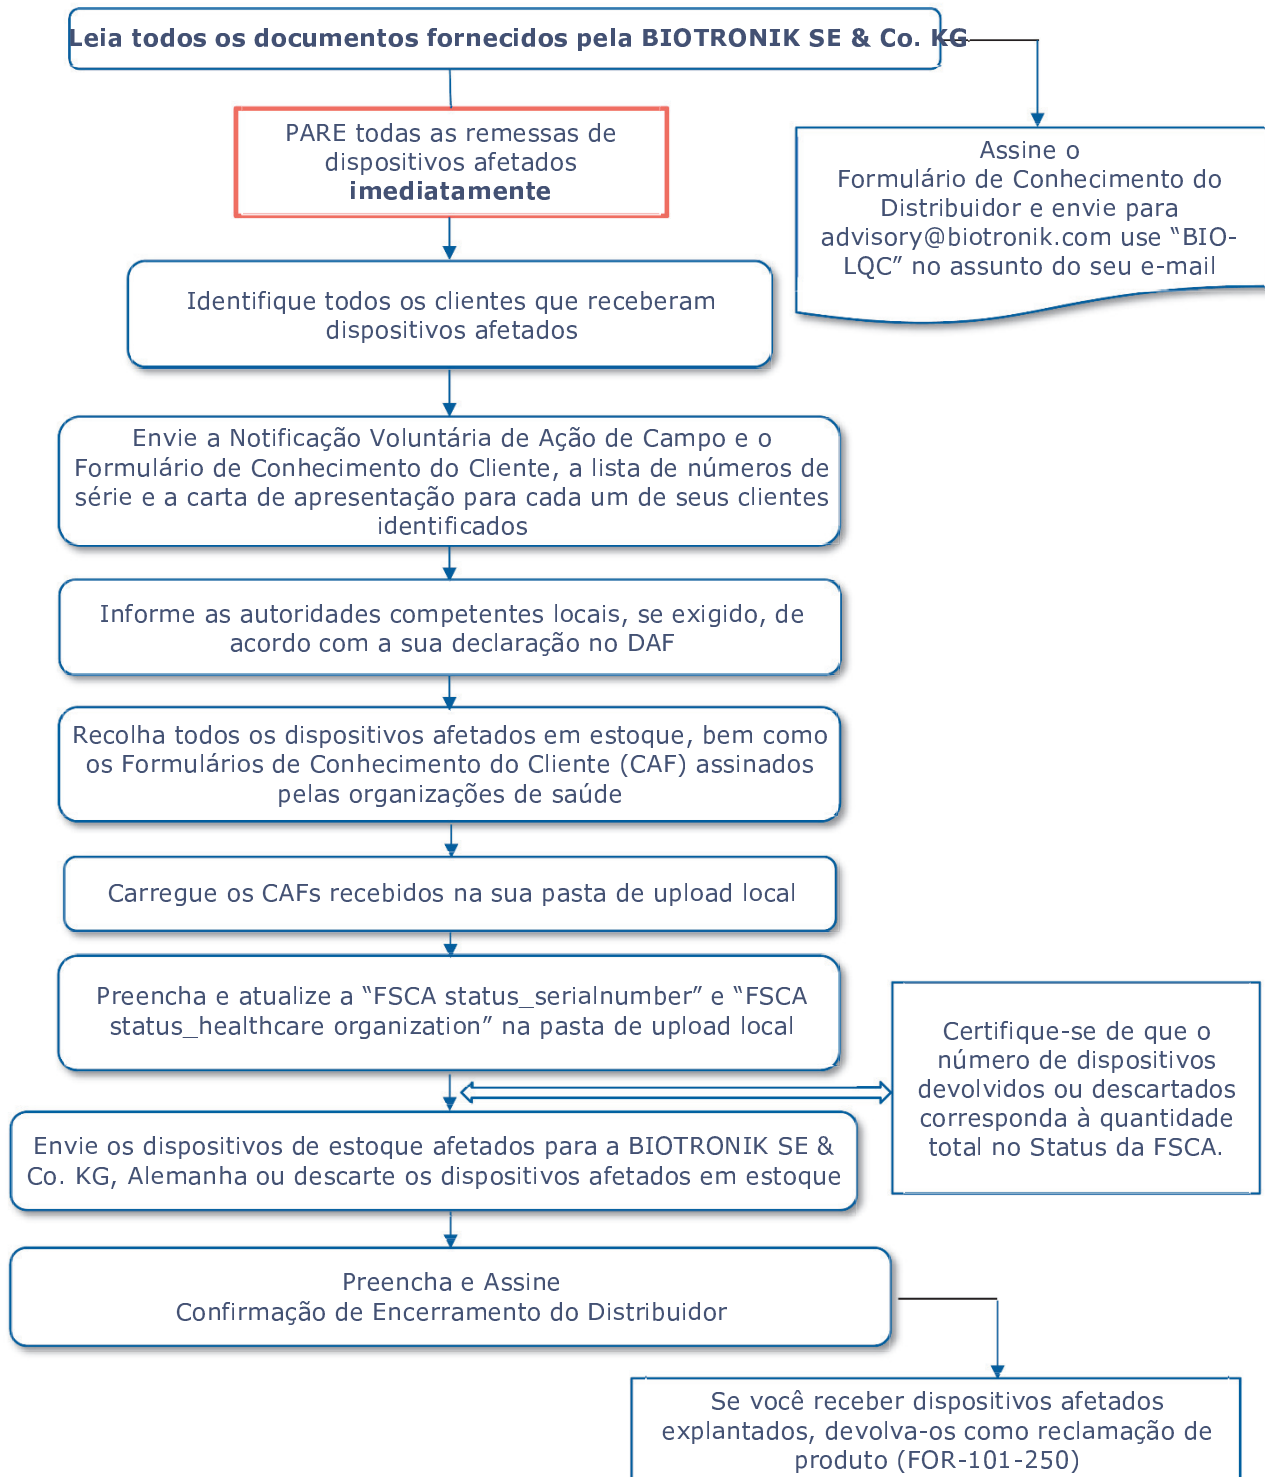 Leia todos os documentos fornecidos pela BIOTRONIK SE & Co. KG
PARE todas as remessas de
dispositivos afetados
imediatamente
Assine o
Formulário de Conhecimento do
Distribuidor e envie para
advisory@biotronik.com use “BIO-
LQC” no assunto do seu e-mail
Identifique todos os clientes que receberam
dispositivos afetados
Envie a Notificação Voluntária de Ação de Campo e o
Formulário de Conhecimento do Cliente, a lista de números de
série e a carta de apresentação para cada um de seus clientes
identificados
Informe as autoridades competentes locais, se exigido, de
acordo com a sua declaração no DAF
Recolha todos os dispositivos afetados em estoque, bem como
os Formulários de Conhecimento do Cliente (CAF) assinados
pelas organizações de saúde
Carregue os CAFs recebidos na sua pasta de upload local
Preencha e atualize a “FSCA status_serialnumber” e “FSCA
status_healthcare organization” na pasta de upload local
Certifique-se de que o
número de dispositivos
devolvidos ou descartados
corresponda à quantidade
total no Status da FSCA.
Envie os dispositivos de estoque afetados para a BIOTRONIK SE &
Co. KG, Alemanha ou descarte os dispositivos afetados em estoque
Preencha e Assine
Confirmação de Encerramento do Distribuidor
Se você receber dispositivos afetados
explantados, devolva-os como reclamação de
produto (FOR-101-250)